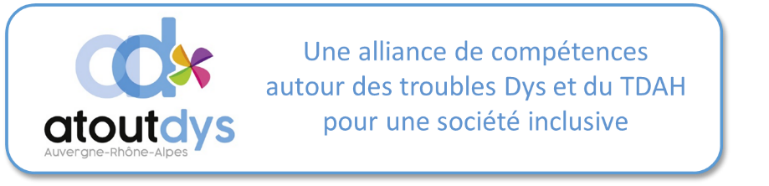 atoutdys
Auvergne-Rhône-Alpes
Une alliance de compétences
autour des troubles Dys et du TDAH
pour une société inclusive